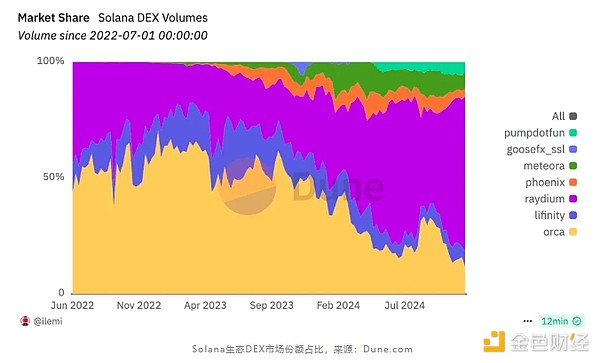 Market Share Solana DEX Volumes
Volume since 2022-07-01 00:00:00
100%
50%
0
Jun 2022 Nov 2022 Apr 2023 Sep 2023 Feb 2024 Jul 2024
Dune
All
pumpdotfun
goosefx_ssl
meteora
phoenix
raydium
lifinity
orca
@ilemi
... 12min
Solana生态DEX市场份额占比，来源：Dune.com
金色财经